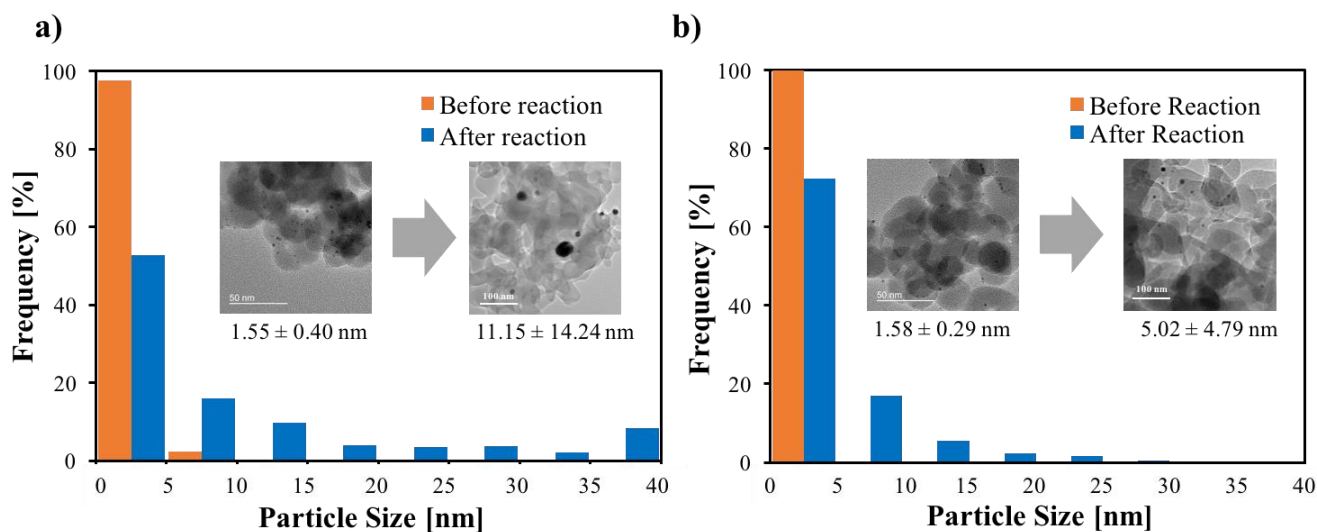 a)
100
80
60
40
20
0
Frequency [%]
Before reaction
After reaction
50 nm
100 nm
1.55 ± 0.40 nm
11.15 ± 14.24 nm
0 5 10 15 20 25 30 35 40
Particle Size [nm]
b)
100
80
60
40
20
0
Frequency [%]
Before Reaction
After Reaction
50 nm
100 nm
1.58 ± 0.29 nm
5.02 ± 4.79 nm
0 5 10 15 20 25 30 35 40
Particle Size [nm]